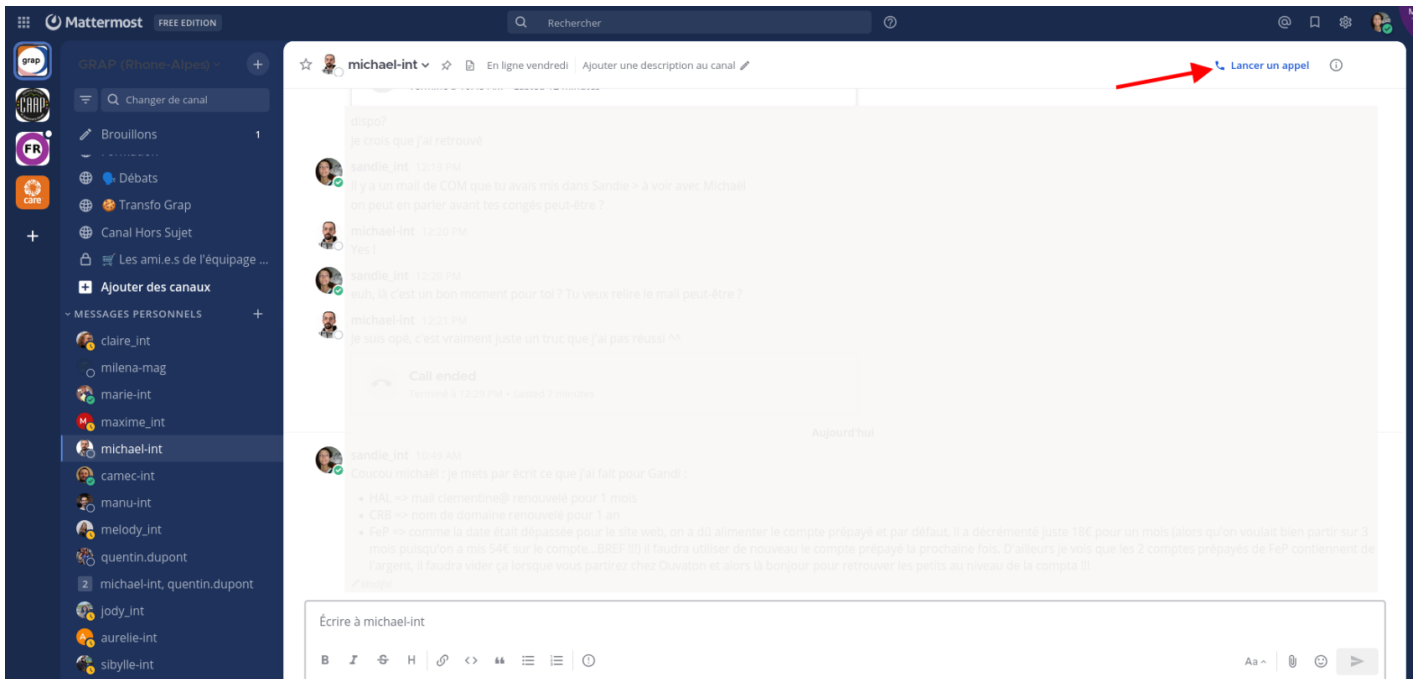 Mattermost FREE EDITION
Rechercher
grap
GRAP (Rhone-Alpes)
CAAP
FR
care
Changer de canal
Brouillons 1
Débats
Transfo Grap
Canal Hors Sujet
Les ami.e.s de l'équipage ...
Ajouter des canaux
MESSAGES PERSONNELS
claire_int
milena-mag
marie-int
maxime_int
michael-int
camec-int
manu-int
melody_int
quentin.dupont
2 michael-int, quentin.dupont
jody_int
aurelie-int
sibylle-int
michael-int En ligne vendredi Ajouter une description au canal
Lancer un appel
dispo?
je crois que j'ai retrouvé
sandie_int 12:19 PM
il y a un mail de COM que tu avais mis dans Sandie > à voir avec Michaël
on peut en parler avant tes congés peut-être ?
michael-int 12:20 PM
Yes !
sandie_int 12:20 PM
euh, là c'est un bon moment pour toi ? Tu veux relire le mail peut-être ?
michael-int 12:21 PM
Je suis opé, c'est vraiment juste un truc que j'ai pas réussi ^^
Call ended
Aujourd'hui
sandie_int 10:45 AM
Coucou michaël : je mets par écrit ce que j'ai fait pour Gandi :
• HAL => mail clementine@ renouvelé pour 1 mois
• CRB => nom de domaine renouvelé pour 1 an
• FeP => comme la date était dépassée pour le site web, on a dû alimenter le compte prépayé et par défaut, il a décrementé juste 18€ pour un mois (alors qu'on voulait bien partir sur 3
mois puisqu'on a mis 54€ sur le compte...BREF !!!) il faudra utiliser de nouveau le compte prépayé la prochaine fois. D'ailleurs je vois que les 2 comptes prépayés de FeP contiennent de
l'argent, il faudra vider ça lorsque vous partirez chez Ouvaton et alors là bonjour pour retrouver les petits au niveau de la compta !!!
Écrire à michael-int
B I S H
Aa